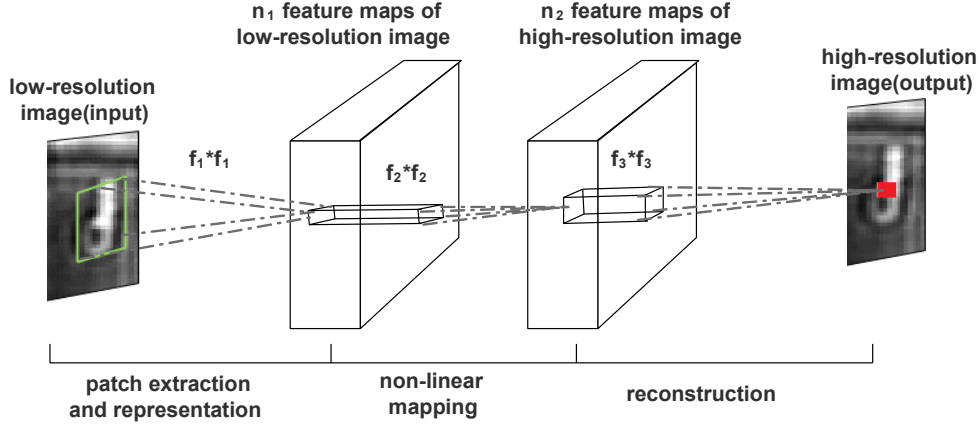 n₁ feature maps of
low-resolution image
n₂ feature maps of
high-resolution image
low-resolution
image(input)
high-resolution
image(output)
f₁*f₁
f₂*f₂
f₃*f₃
patch extraction
and representation
non-linear
mapping
reconstruction